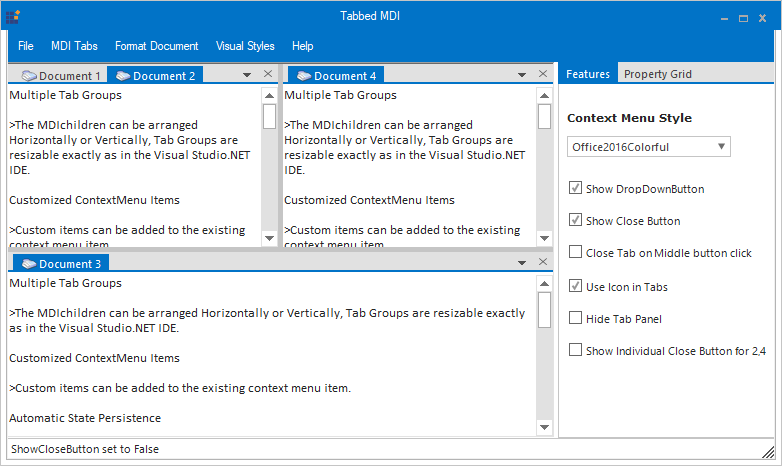 Tabbed MDI
File MDI Tabs Format Document Visual Styles Help
Document 1 Document 2
Multiple Tab Groups
>The MDIchildren can be arranged
Horizontally or Vertically, Tab Groups are
resizable exactly as in the Visual Studio.NET
IDE.
Customized ContextMenu Items
>Custom items can be added to the existing
context menu item.
Document 4
Multiple Tab Groups
>The MDIchildren can be arranged
Horizontally or Vertically, Tab Groups are
resizable exactly as in the Visual Studio.NET
IDE.
Customized ContextMenu Items
>Custom items can be added to the existing
context menu item.
Document 3
Multiple Tab Groups
>The MDIchildren can be arranged Horizontally or Vertically, Tab Groups are resizable exactly
as in the Visual Studio.NET IDE.
Customized ContextMenu Items
>Custom items can be added to the existing context menu item.
Automatic State Persistence
Features Property Grid
Context Menu Style
Office2016Colorful
Show DropDownButton
Show Close Button
Close Tab on Middle button click
Use Icon in Tabs
Hide Tab Panel
Show Individual Close Button for 2,4
ShowCloseButton set to False